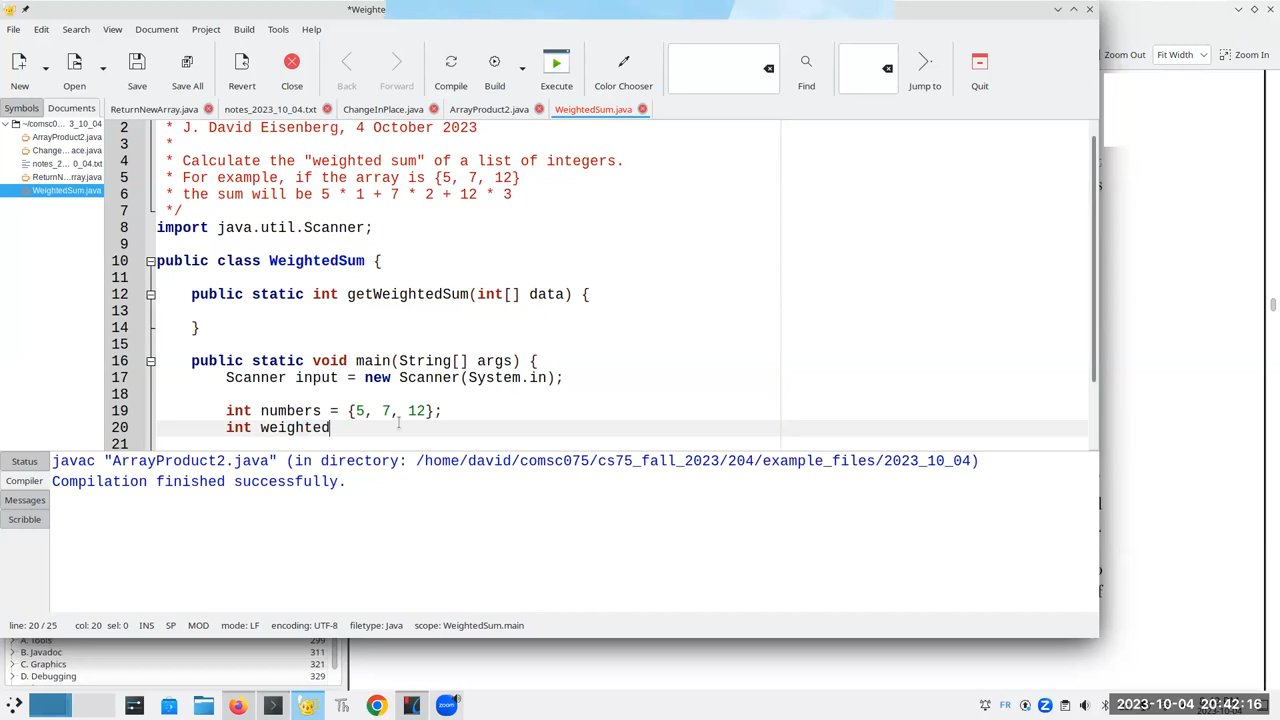 *Weighte
File Edit Search View Document Project Build Tools Help
New Open Save Save All Revert Close Back Forward Compile Build Execute Color Chooser Find Jump to Quit
Zoom Out Fit Width Zoom In
Symbols Documents ReturnNewArray.java notes_2023_10_04.txt ChangeInPlace.java ArrayProduct2.java WeightedSum.java
~/comsc0... 3_10_04
ArrayProduct2.java
Change... ace.java
notes_2... 0_04.txt
ReturnN...rray.java
WeightedSum.java
2 * J. David Eisenberg, 4 October 2023
3 *
4 * Calculate the "weighted sum" of a list of integers.
5 * For example, if the array is {5, 7, 12}
6 * the sum will be 5 * 1 + 7 * 2 + 12 * 3
7 */
8 import java.util.Scanner;
9
10 public class WeightedSum {
11
12 public static int getWeightedSum(int[] data) {
13
14 }
15
16 public static void main(String[] args) {
17 Scanner input = new Scanner(System.in);
18
19 int numbers = {5, 7, 12};
20 int weighted
21
Status
Compiler
Messages
Scribble
javac "ArrayProduct2.java" (in directory: /home/david/comsc075/cs75_fall_2023/204/example_files/2023_10_04)
Compilation finished successfully.
line: 20 / 25 col: 20 sel: 0 INS SP MOD mode: LF encoding: UTF-8 filetype: Java scope: WeightedSum.main
A. Tools 299
B. Javadoc 311
C. Graphics 321
D. Debugging 329
zoom
FR
2023-10-04 20:42:16